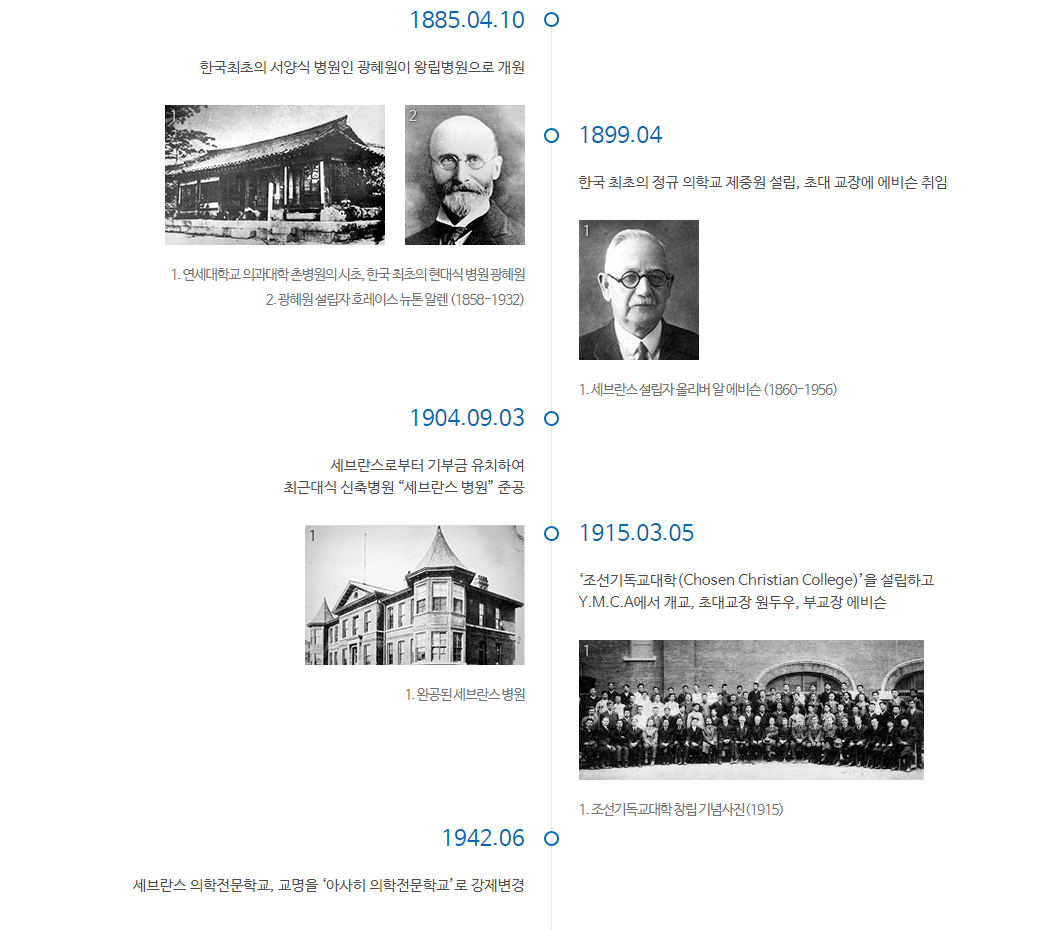 1885.04.10
한국최초의 서양식 병원인 광혜원이 왕립병원으로 개원
1
2
1. 연세대학교 의과대학 촌병원의 시초, 한국 최초의 현대식 병원 광혜원
2. 광혜원 설립자 호레이스 뉴톤 알렌 (1858-1932)
1899.04
한국 최초의 정규 의학교 제중원 설립, 초대 교장에 에비슨 취임
1
1. 세브란스 설립자 올리버 알 에비슨 (1860-1956)
1904.09.03
세브란스로부터 기부금 유치하여
최근대식 신축병원 “세브란스 병원” 준공
1
1. 완공된 세브란스 병원
1915.03.05
‘조선기독교대학(Chosen Christian College)’을 설립하고
Y.M.C.A에서 개교, 초대교장 원두우, 부교장 에비슨
1
1. 조선기독교대학 창립 기념사진 (1915)
1942.06
세브란스 의학전문학교, 교명을 ‘아사히 의학전문학교’로 강제변경